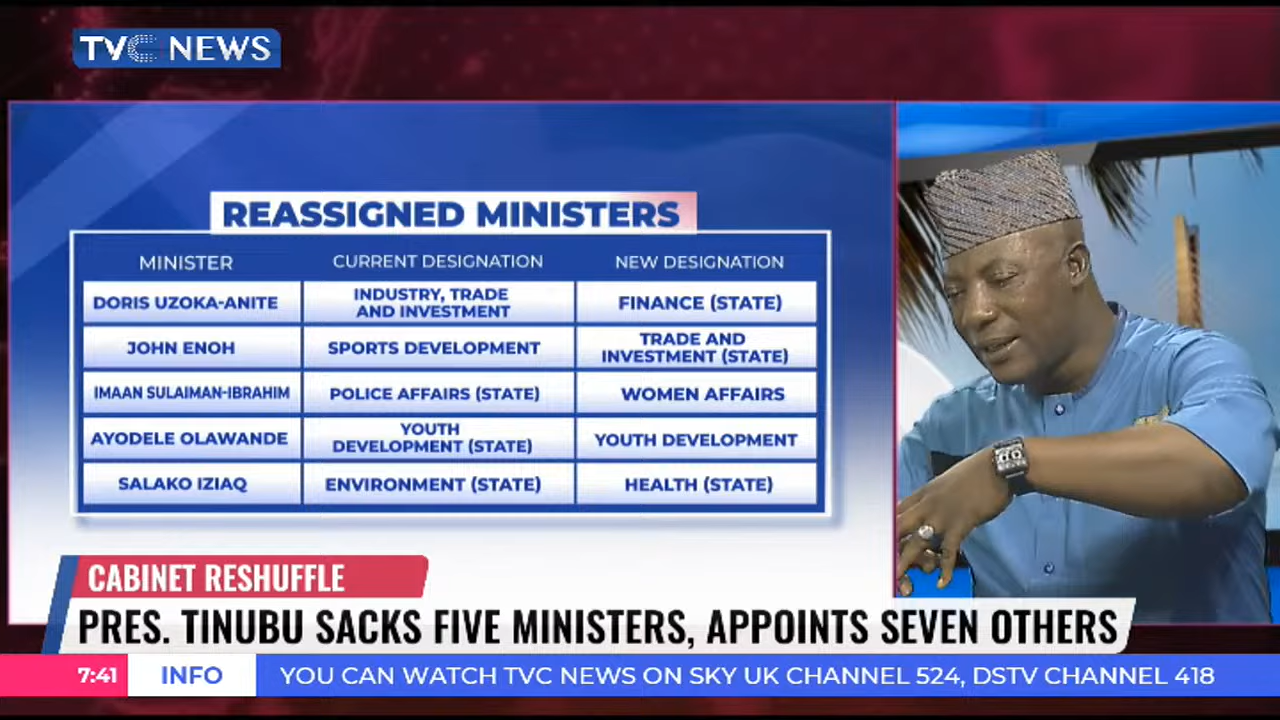 TVC NEWS
REASSIGNED MINISTERS
MINISTER CURRENT DESIGNATION NEW DESIGNATION
DORIS UZOKA-ANITE INDUSTRY, TRADE
AND INVESTMENT FINANCE (STATE)
JOHN ENOH SPORTS DEVELOPMENT TRADE AND
INVESTMENT (STATE)
IMAAN SULAIMAN-IBRAHIM POLICE AFFAIRS (STATE) WOMEN AFFAIRS
AYODELE OLAWANDE YOUTH
DEVELOPMENT (STATE) YOUTH DEVELOPMENT
SALAKO IZIAQ ENVIRONMENT (STATE) HEALTH (STATE)
CABINET RESHUFFLE
PRES. TINUBU SACKS FIVE MINISTERS, APPOINTS SEVEN OTHERS
7:41 INFO YOU CAN WATCH TVC NEWS ON SKY UK CHANNEL 524, DSTV CHANNEL 418